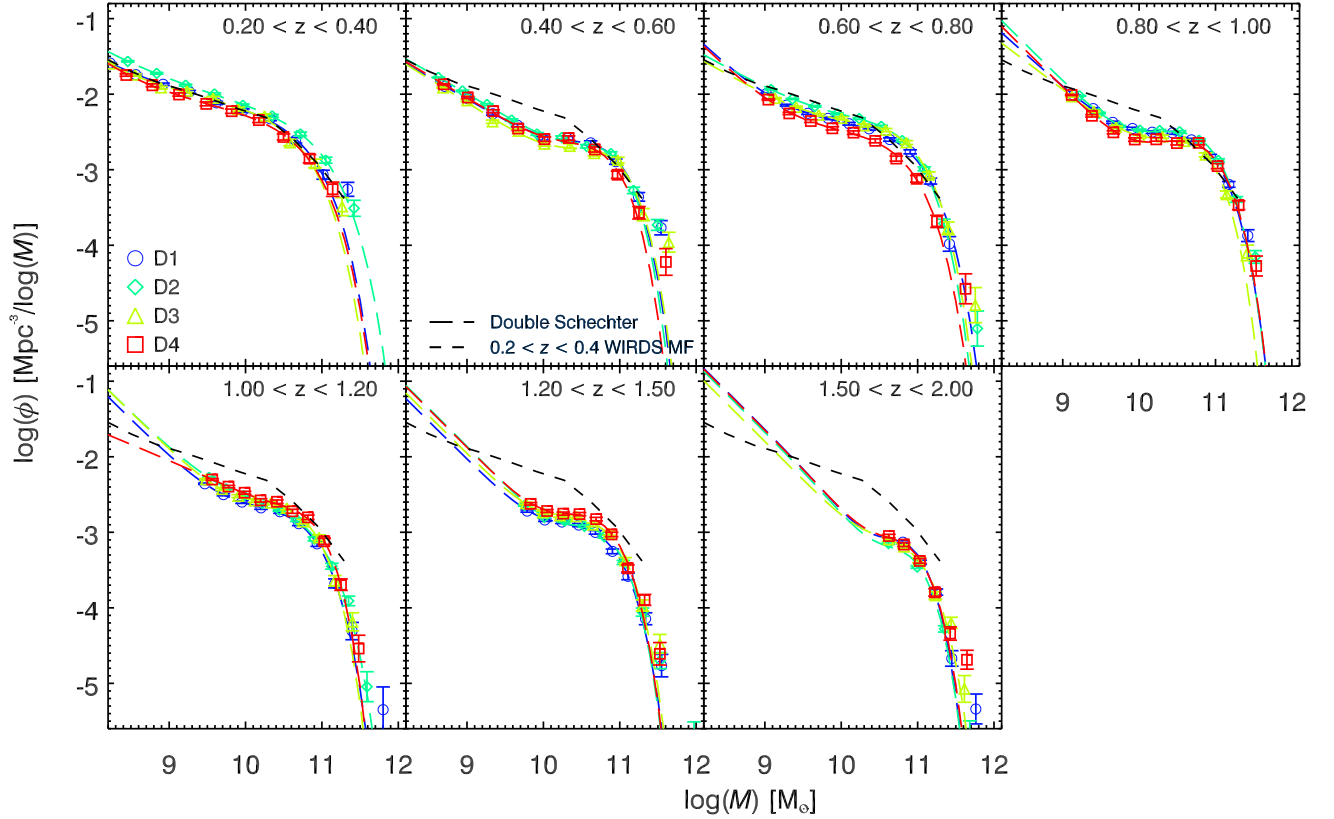 0.20 < z < 0.40
0.40 < z < 0.60
0.60 < z < 0.80
0.80 < z < 1.00
-1
-2
-3
-4
-5
D1
D2
D3
D4
Double Schechter
0.2 < z < 0.4 WIRDS MF
log(ϕ) [Mpc⁻³/log(M)]
9 10 11 12
1.00 < z < 1.20
1.20 < z < 1.50
1.50 < z < 2.00
-1
-2
-3
-4
-5
9 10 11 12
9 10 11 12
9 10 11 12
log(M) [M⊙]